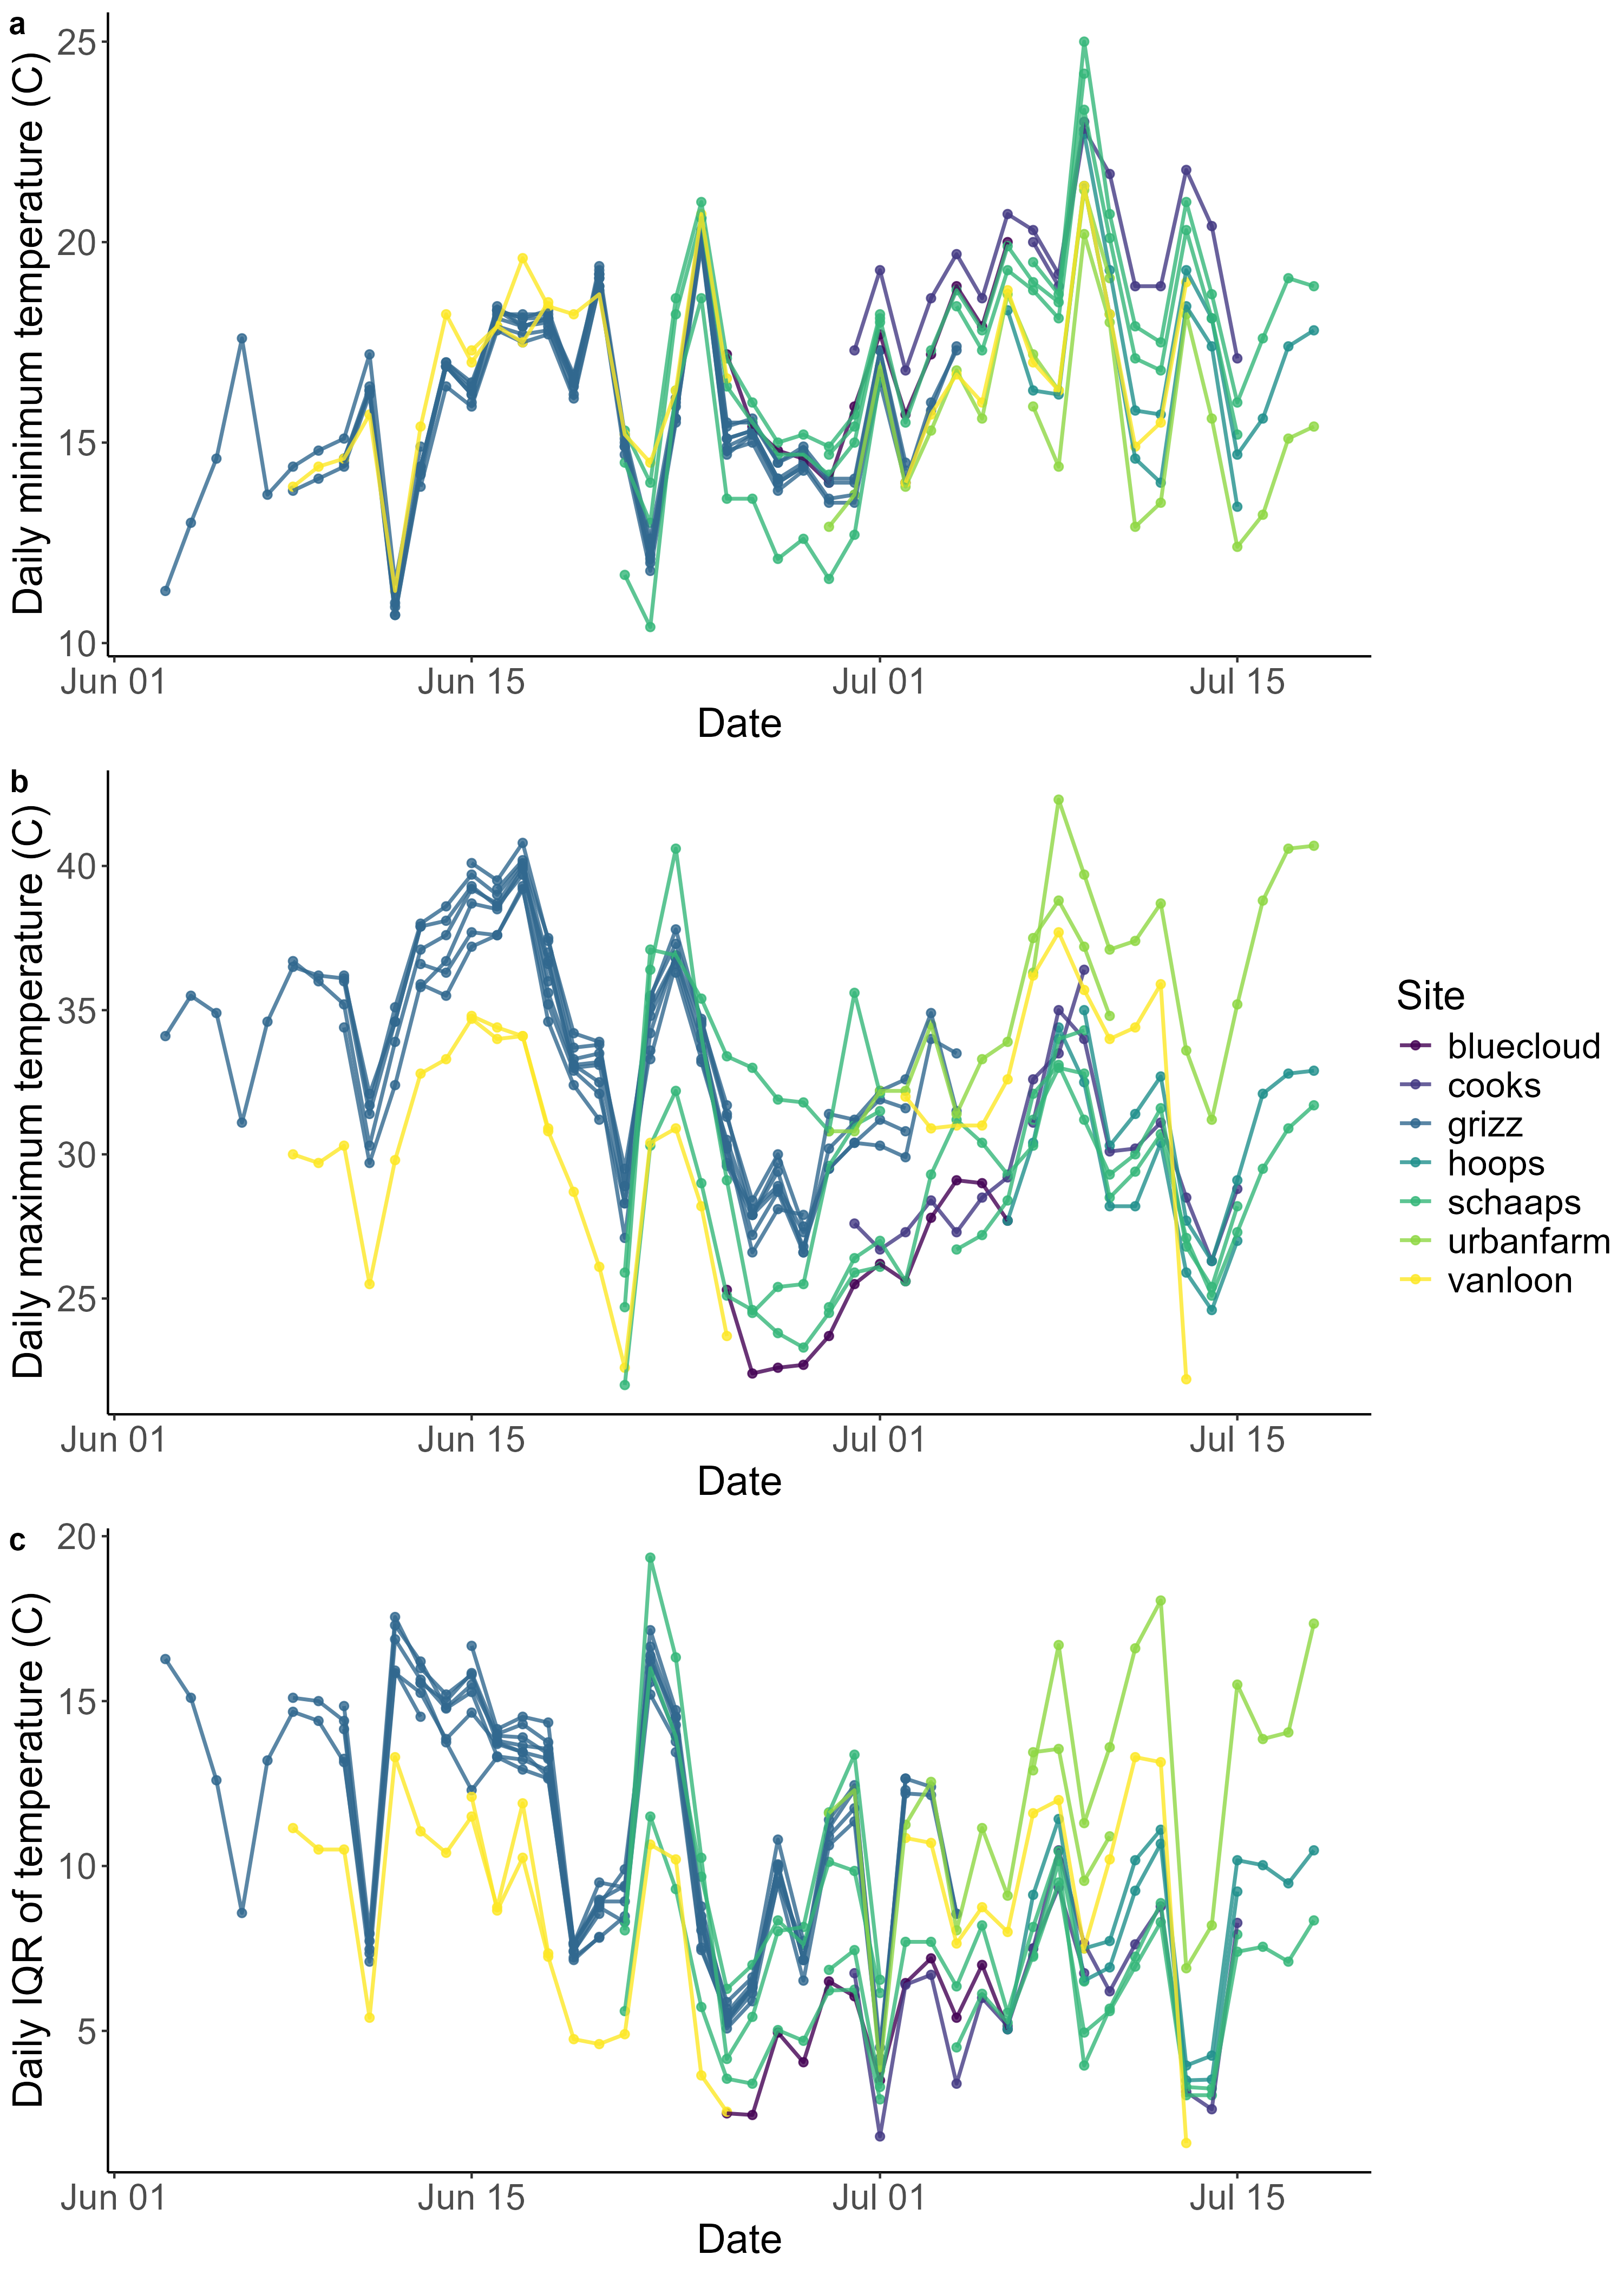 a
Daily minimum temperature (C)
25
20
15
10
Jun 01 Jun 15 Jul 01 Jul 15
Date
b
Daily maximum temperature (C)
40
35
30
25
Jun 01 Jun 15 Jul 01 Jul 15
Date
Site
bluecloud
cooks
grizz
hoops
schaaps
urbanfarm
vanloon
c
Daily IQR of temperature (C)
20
15
10
5
Jun 01 Jun 15 Jul 01 Jul 15
Date